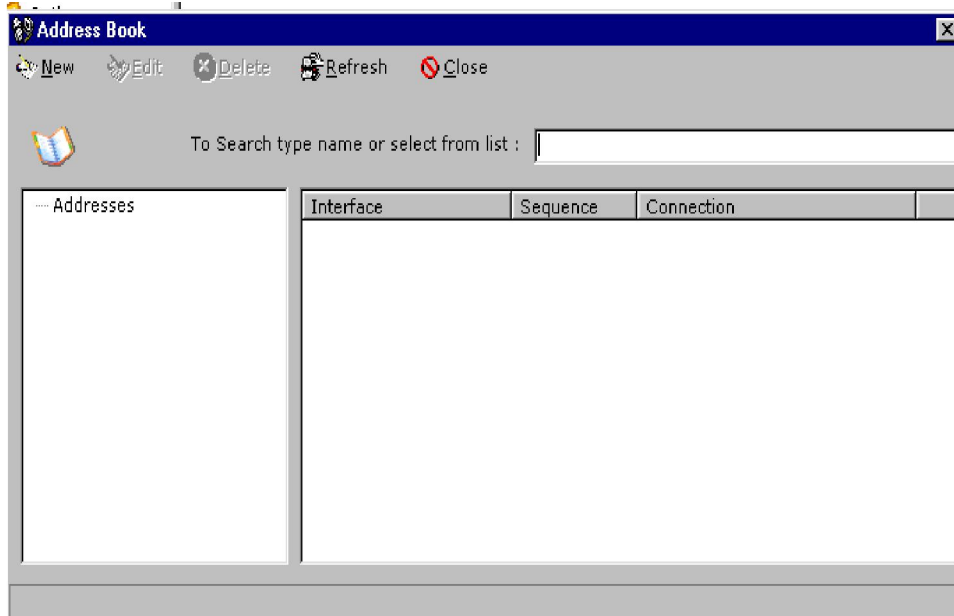 Address Book
New Edit Delete Refresh Close
To Search type name or select from list :
Addresses
Interface Sequence Connection